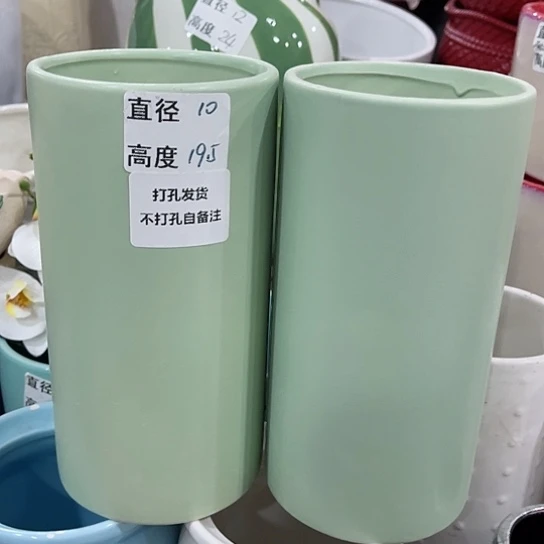 直径 12
高度 24
直径 10
高度 19.5
打孔发货
不打孔自备注
直径